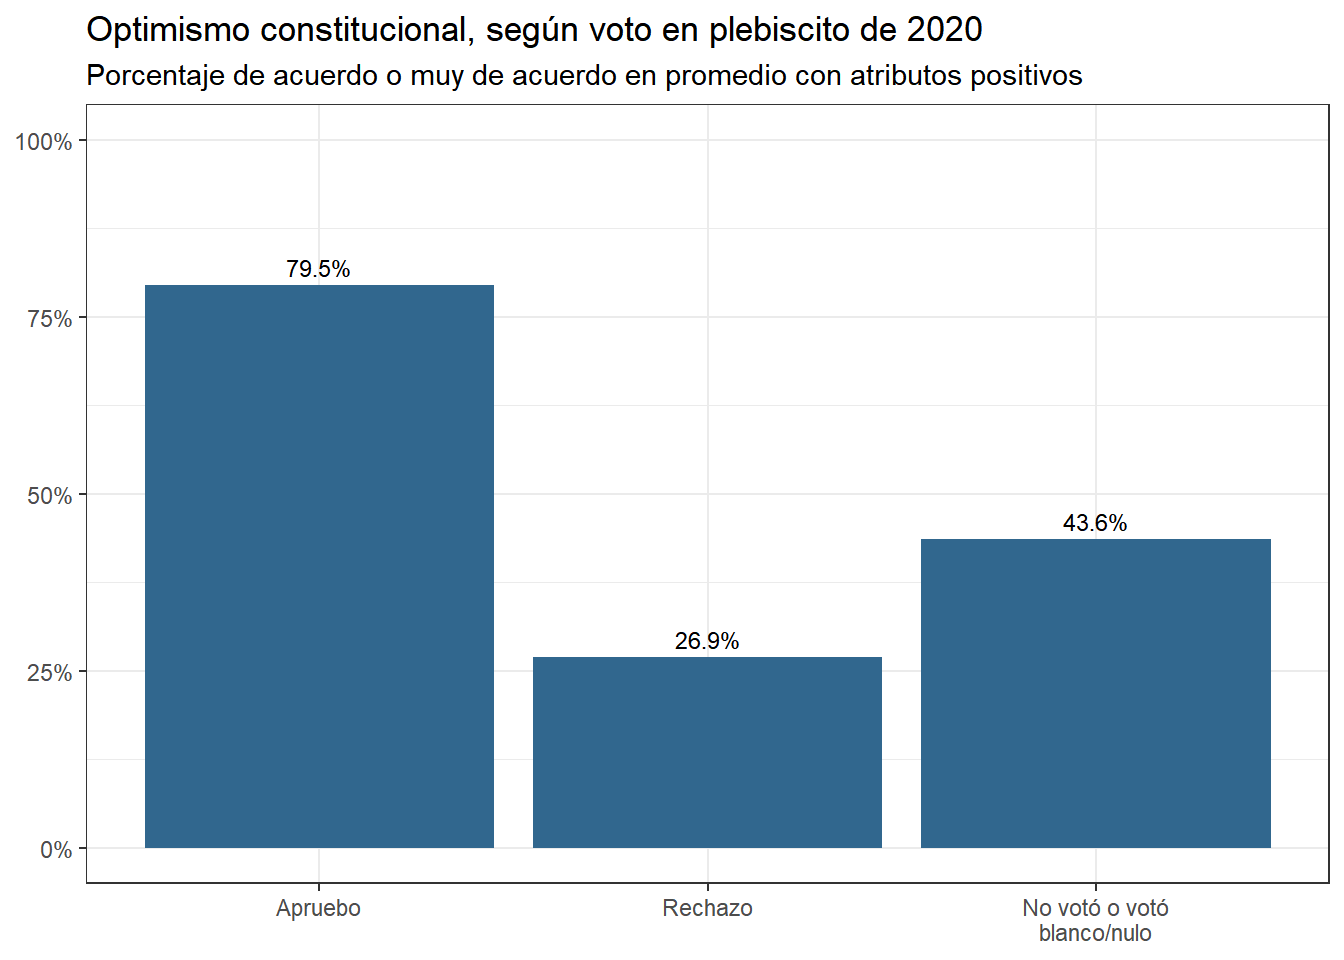 Optimismo constitucional, según voto en plebiscito de 2020
Porcentaje de acuerdo o muy de acuerdo en promedio con atributos positivos
100%
75%
50%
25%
0%
79.5%
26.9%
43.6%
Apruebo
Rechazo
No votó o votó
blanco/nulo